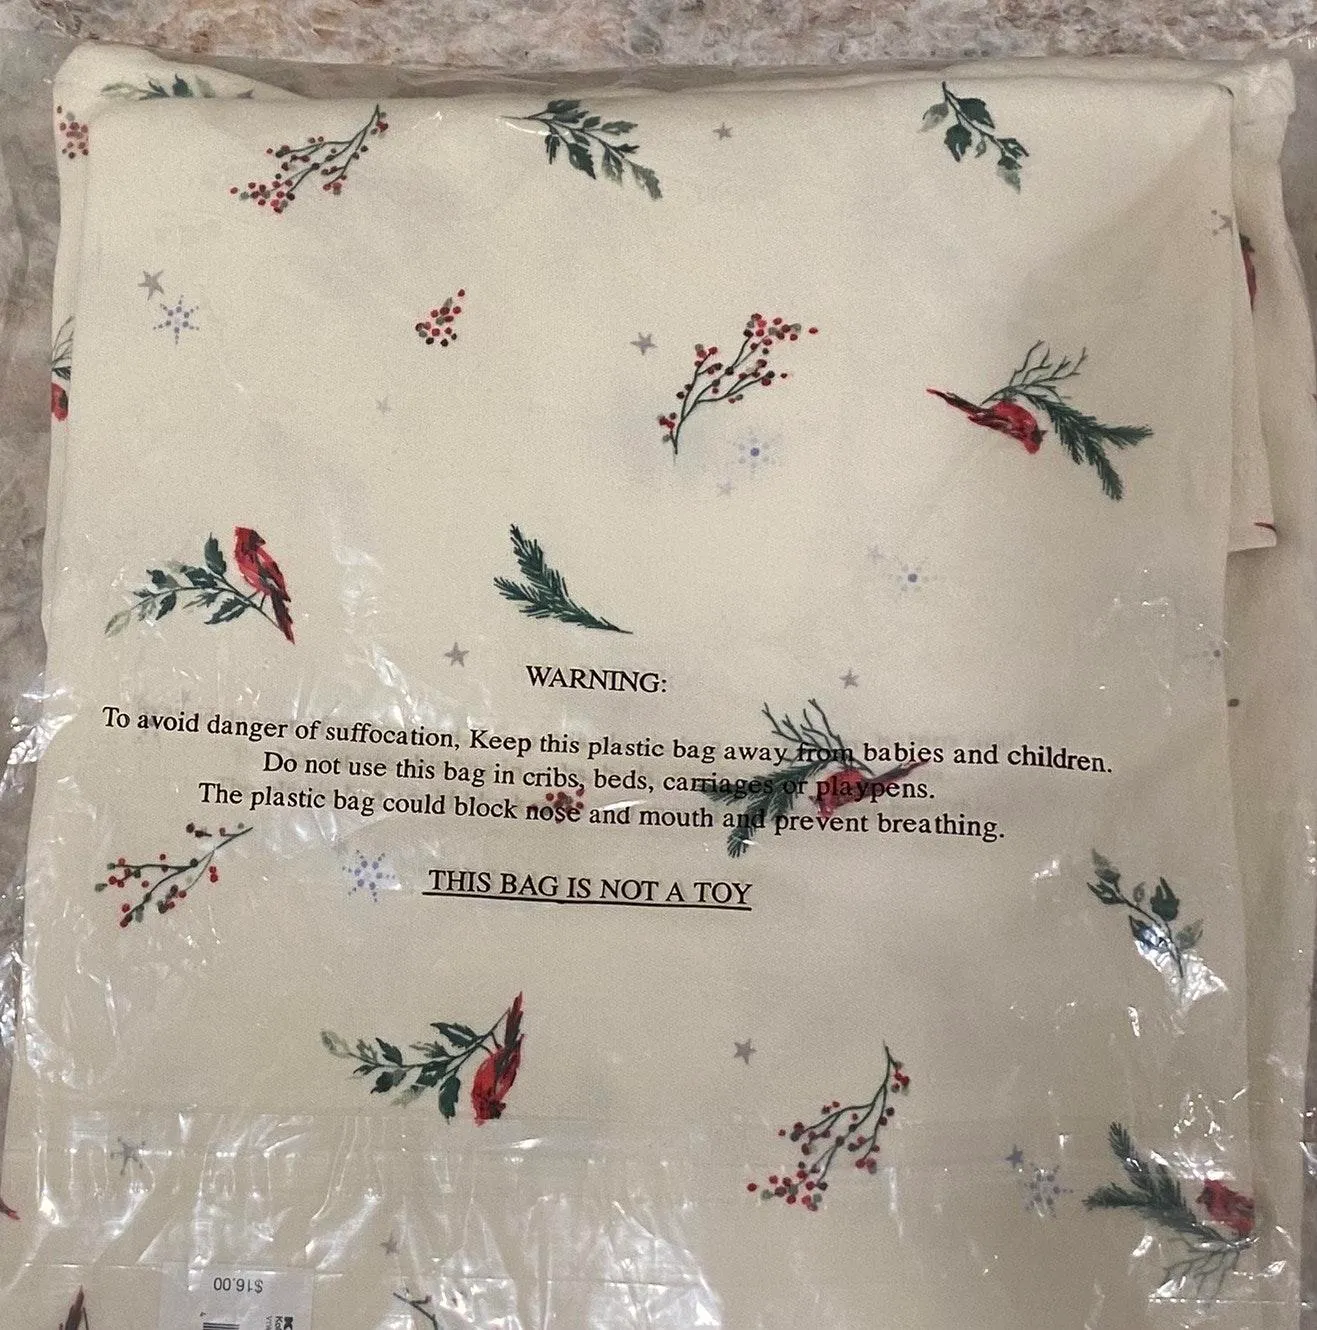 WARNING:
To avoid danger of suffocation, Keep this plastic bag away from babies and children.
Do not use this bag in cribs, beds, carriages or playpens.
The plastic bag could block nose and mouth and prevent breathing.
THIS BAG IS NOT A TOY
$16.00